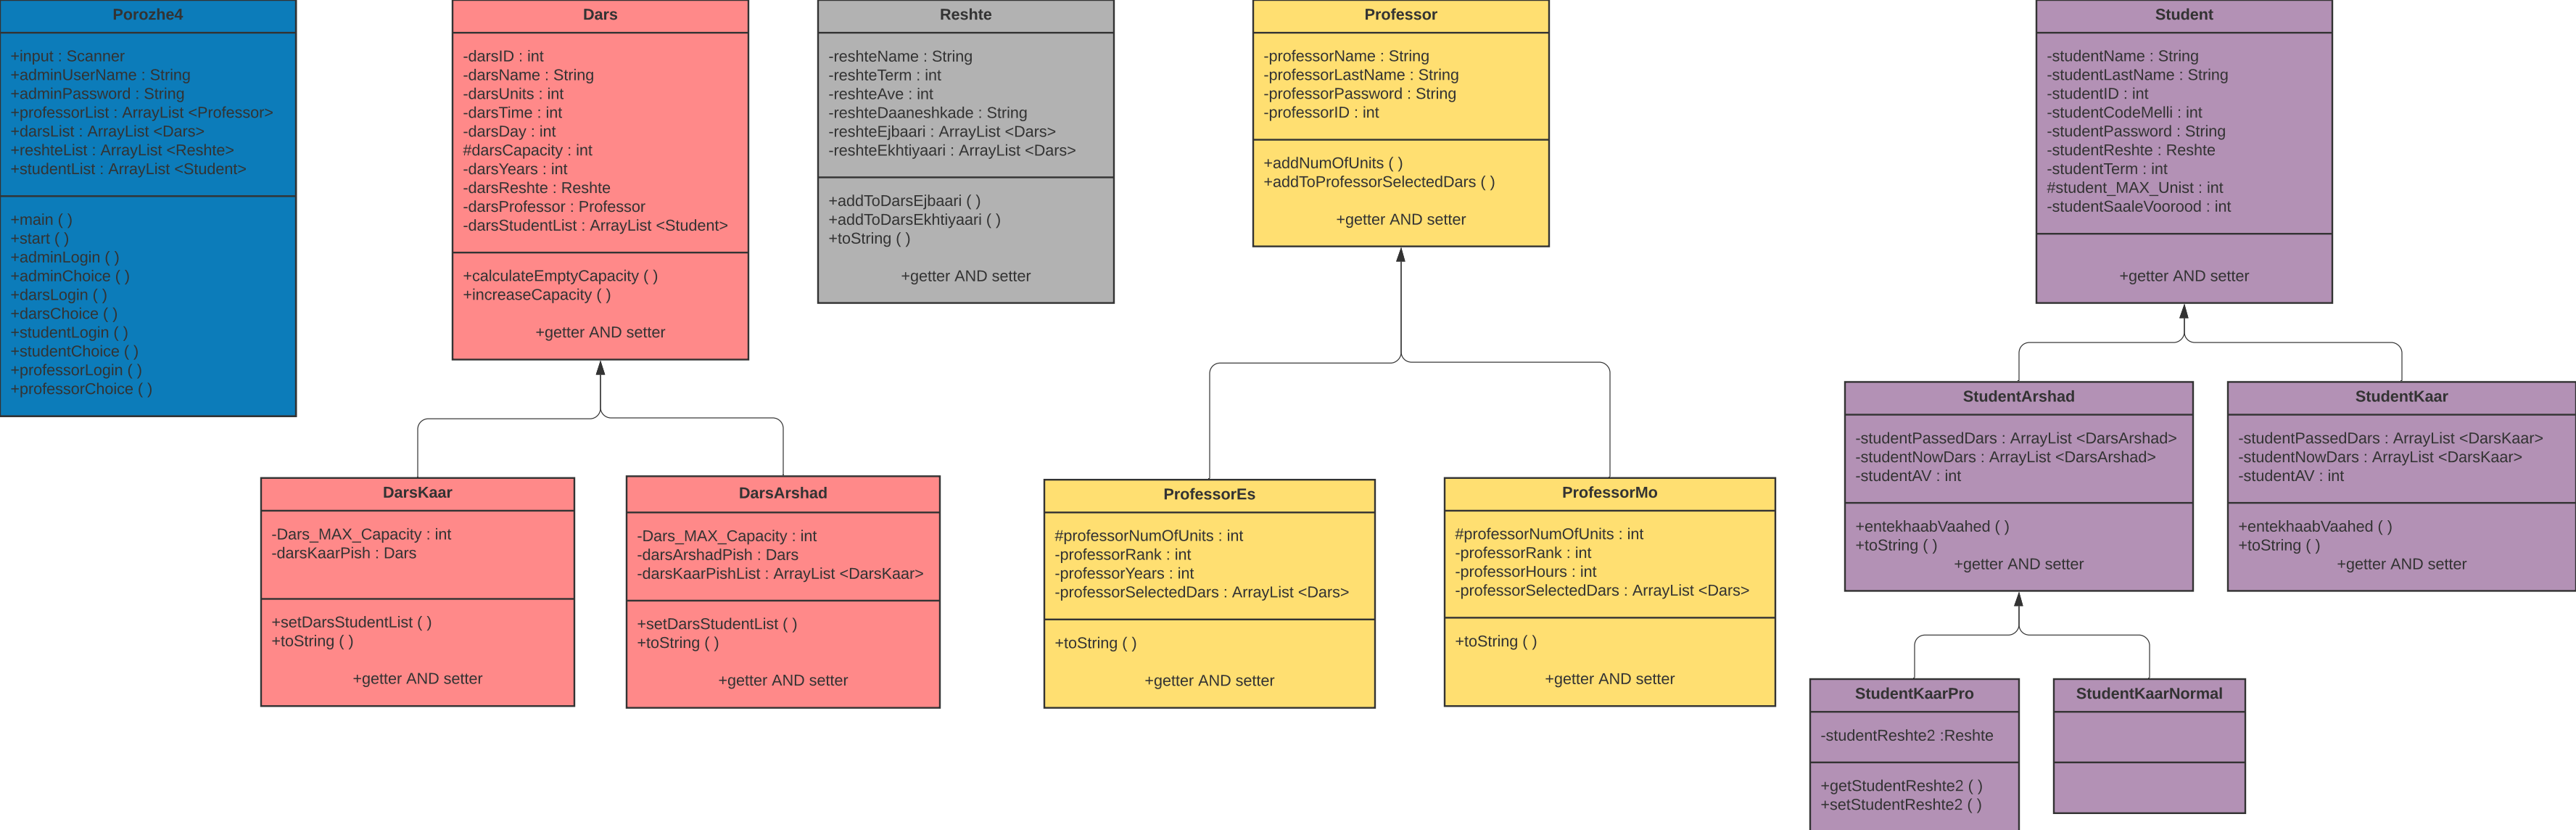 Porozhe4
+input : Scanner
+adminUserName : String
+adminPassword : String
+professorList : ArrayList <Professor>
+darsList : ArrayList <Dars>
+reshteList : ArrayList <Reshte>
+studentList : ArrayList <Student>
+main ( )
+start ( )
+adminLogin ( )
+adminChoice ( )
+darsLogin ( )
+darsChoice ( )
+studentLogin ( )
+studentChoice ( )
+professorLogin ( )
+professorChoice ( )
Dars
-darsID : int
-darsName : String
-darsUnits : int
-darsTime : int
-darsDay : int
#darsCapacity : int
-darsYears : int
-darsReshte : Reshte
-darsProfessor : Professor
-darsStudentList : ArrayList <Student>
+calculateEmptyCapacity ( )
+increaseCapacity ( )
+getter AND setter
Reshte
-reshteName : String
-reshteTerm : int
-reshteAve : int
-reshteDaaneshkade : String
-reshteEjbaari : ArrayList <Dars>
-reshteEkhtiyaari : ArrayList <Dars>
+addToDarsEjbaari ( )
+addToDarsEkhtiyaari ( )
+toString ( )
+getter AND setter
Professor
-professorName : String
-professorLastName : String
-professorPassword : String
-professorID : int
+addNumOfUnits ( )
+addToProfessorSelectedDars ( )
+getter AND setter
Student
-studentName : String
-studentLastName : String
-studentID : int
-studentCodeMelli : int
-studentPassword : String
-studentReshte : Reshte
-studentTerm : int
#student_MAX_Unist : int
-studentSaaleVoorood : int
+getter AND setter
DarsKaar
-Dars_MAX_Capacity : int
-darsKaarPish : Dars
+setDarsStudentList ( )
+toString ( )
+getter AND setter
DarsArshad
-Dars_MAX_Capacity : int
-darsArshadPish : Dars
-darsKaarPishList : ArrayList <DarsKaar>
+setDarsStudentList ( )
+toString ( )
+getter AND setter
ProfessorEs
#professorNumOfUnits : int
-professorRank : int
-professorYears : int
-professorSelectedDars : ArrayList <Dars>
+toString ( )
+getter AND setter
ProfessorMo
#professorNumOfUnits : int
-professorRank : int
-professorHours : int
-professorSelectedDars : ArrayList <Dars>
+toString ( )
+getter AND setter
StudentArshad
-studentPassedDars : ArrayList <DarsArshad>
-studentNowDars : ArrayList <DarsArshad>
-studentAV : int
+entekhaabVaahed ( )
+toString ( )
+getter AND setter
StudentKaar
-studentPassedDars : ArrayList <DarsKaar>
-studentNowDars : ArrayList <DarsKaar>
-studentAV : int
+entekhaabVaahed ( )
+toString ( )
+getter AND setter
StudentKaarPro
-studentReshte2 :Reshte
+getStudentReshte2 ( )
+setStudentReshte2 ( )
StudentKaarNormal